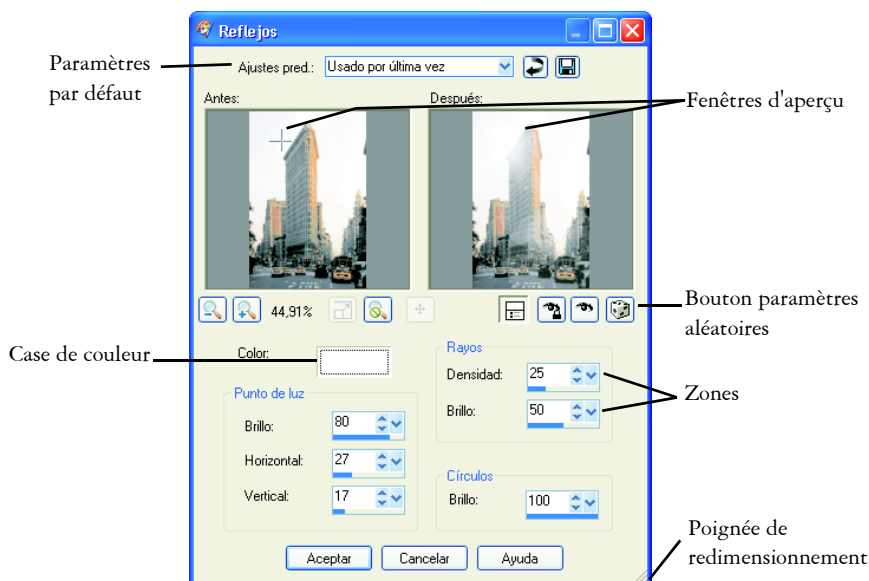 Reflejos
Paramètres
par défaut
Ajustes pred.:
Usado por última vez
Antes:
Después:
Fenêtres d'aperçu
44,91%
Bouton paramètres
aléatoires
Case de couleur
Color:
Rayos
Densidad:
25
Brillo:
50
Zones
Punto de luz
Brillo:
80
Horizontal:
27
Vertical:
17
Círculos
Brillo:
100
Poignée de
redimensionnement
Aceptar
Cancelar
Ayuda